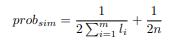 prob_{sim} = \frac{1}{2 \sum_{i=1}^{m} l_i} + \frac{1}{2n}